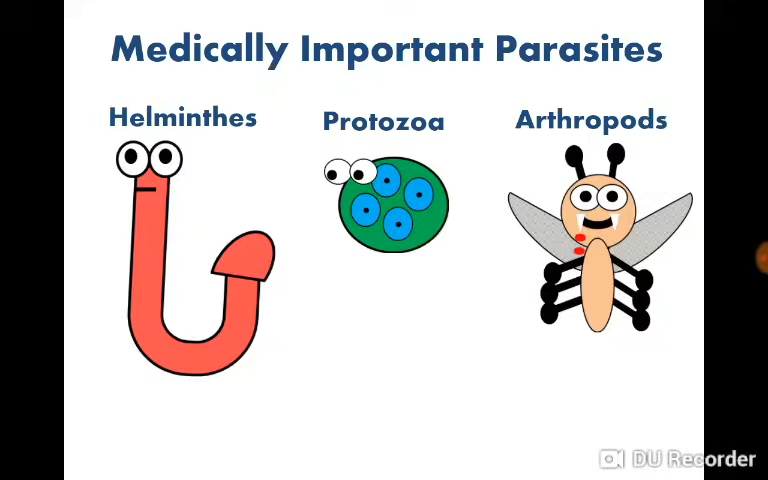 Medically Important Parasites
Helminthes
Protozoa
Arthropods
DU Recorder